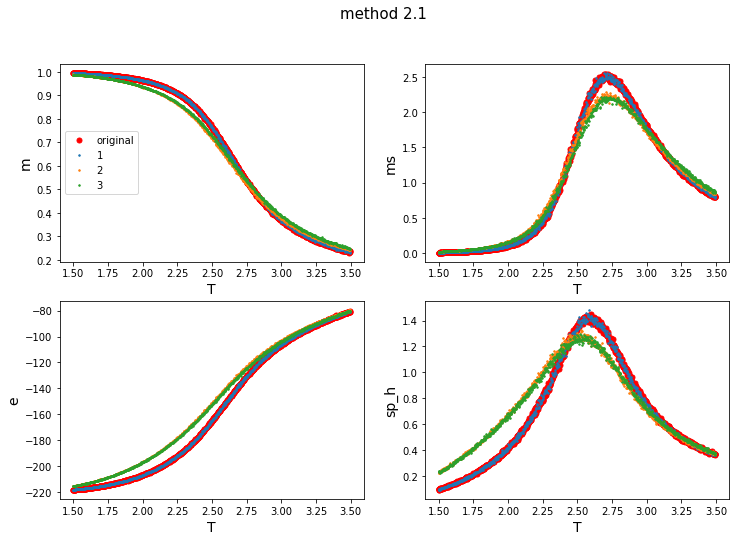 method 2.1
1.0
0.9
0.8
0.7
0.6
0.5
0.4
0.3
0.2
m
original
1
2
3
1.50 1.75 2.00 2.25 2.50 2.75 3.00 3.25 3.50
T
2.5
2.0
1.5
1.0
0.5
0.0
ms
1.50 1.75 2.00 2.25 2.50 2.75 3.00 3.25 3.50
T
−80
−100
−120
−140
−160
−180
−200
−220
e
1.50 1.75 2.00 2.25 2.50 2.75 3.00 3.25 3.50
T
1.4
1.2
1.0
0.8
0.6
0.4
0.2
sp_h
1.50 1.75 2.00 2.25 2.50 2.75 3.00 3.25 3.50
T